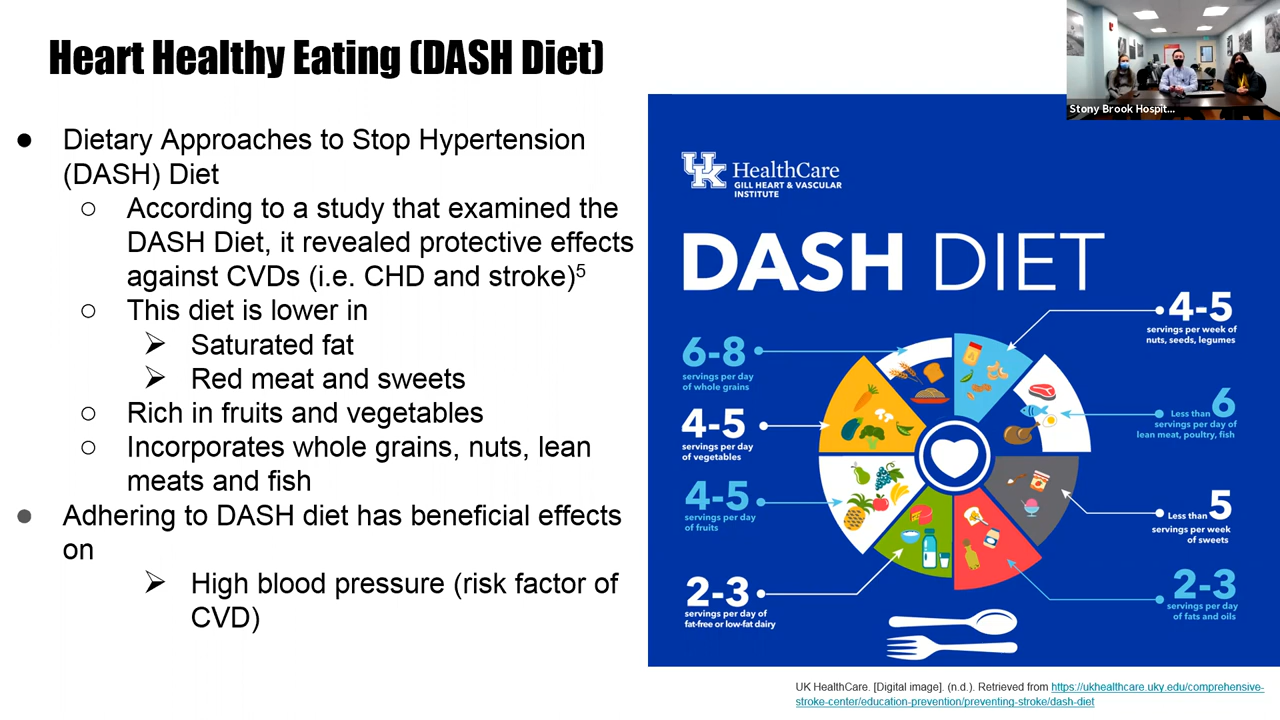 Heart Healthy Eating (DASH Diet)
Stony Brook Hospit...
● Dietary Approaches to Stop Hypertension
(DASH) Diet
○ According to a study that examined the
DASH Diet, it revealed protective effects
against CVDs (i.e. CHD and stroke)⁵
○ This diet is lower in
➢ Saturated fat
➢ Red meat and sweets
○ Rich in fruits and vegetables
○ Incorporates whole grains, nuts, lean
meats and fish
● Adhering to DASH diet has beneficial effects
on
➢ High blood pressure (risk factor of
CVD)
UK HealthCare
GILL HEART & VASCULAR
INSTITUTE
DASH DIET
4-5
servings per week of
nuts, seeds, legumes
6-8
servings per day
of whole grains
Less than 6
servings per day of
lean meat, poultry, fish
4-5
servings per day
of vegetables
4-5
servings per day
of fruits
Less than 5
servings per week
of sweets
2-3
servings per day of
fat-free or low-fat dairy
2-3
servings per day
of fats and oils
UK HealthCare. [Digital image]. (n.d.). Retrieved from https://ukhealthcare.uky.edu/comprehensive-
stroke-center/education-prevention/preventing-stroke/dash-diet